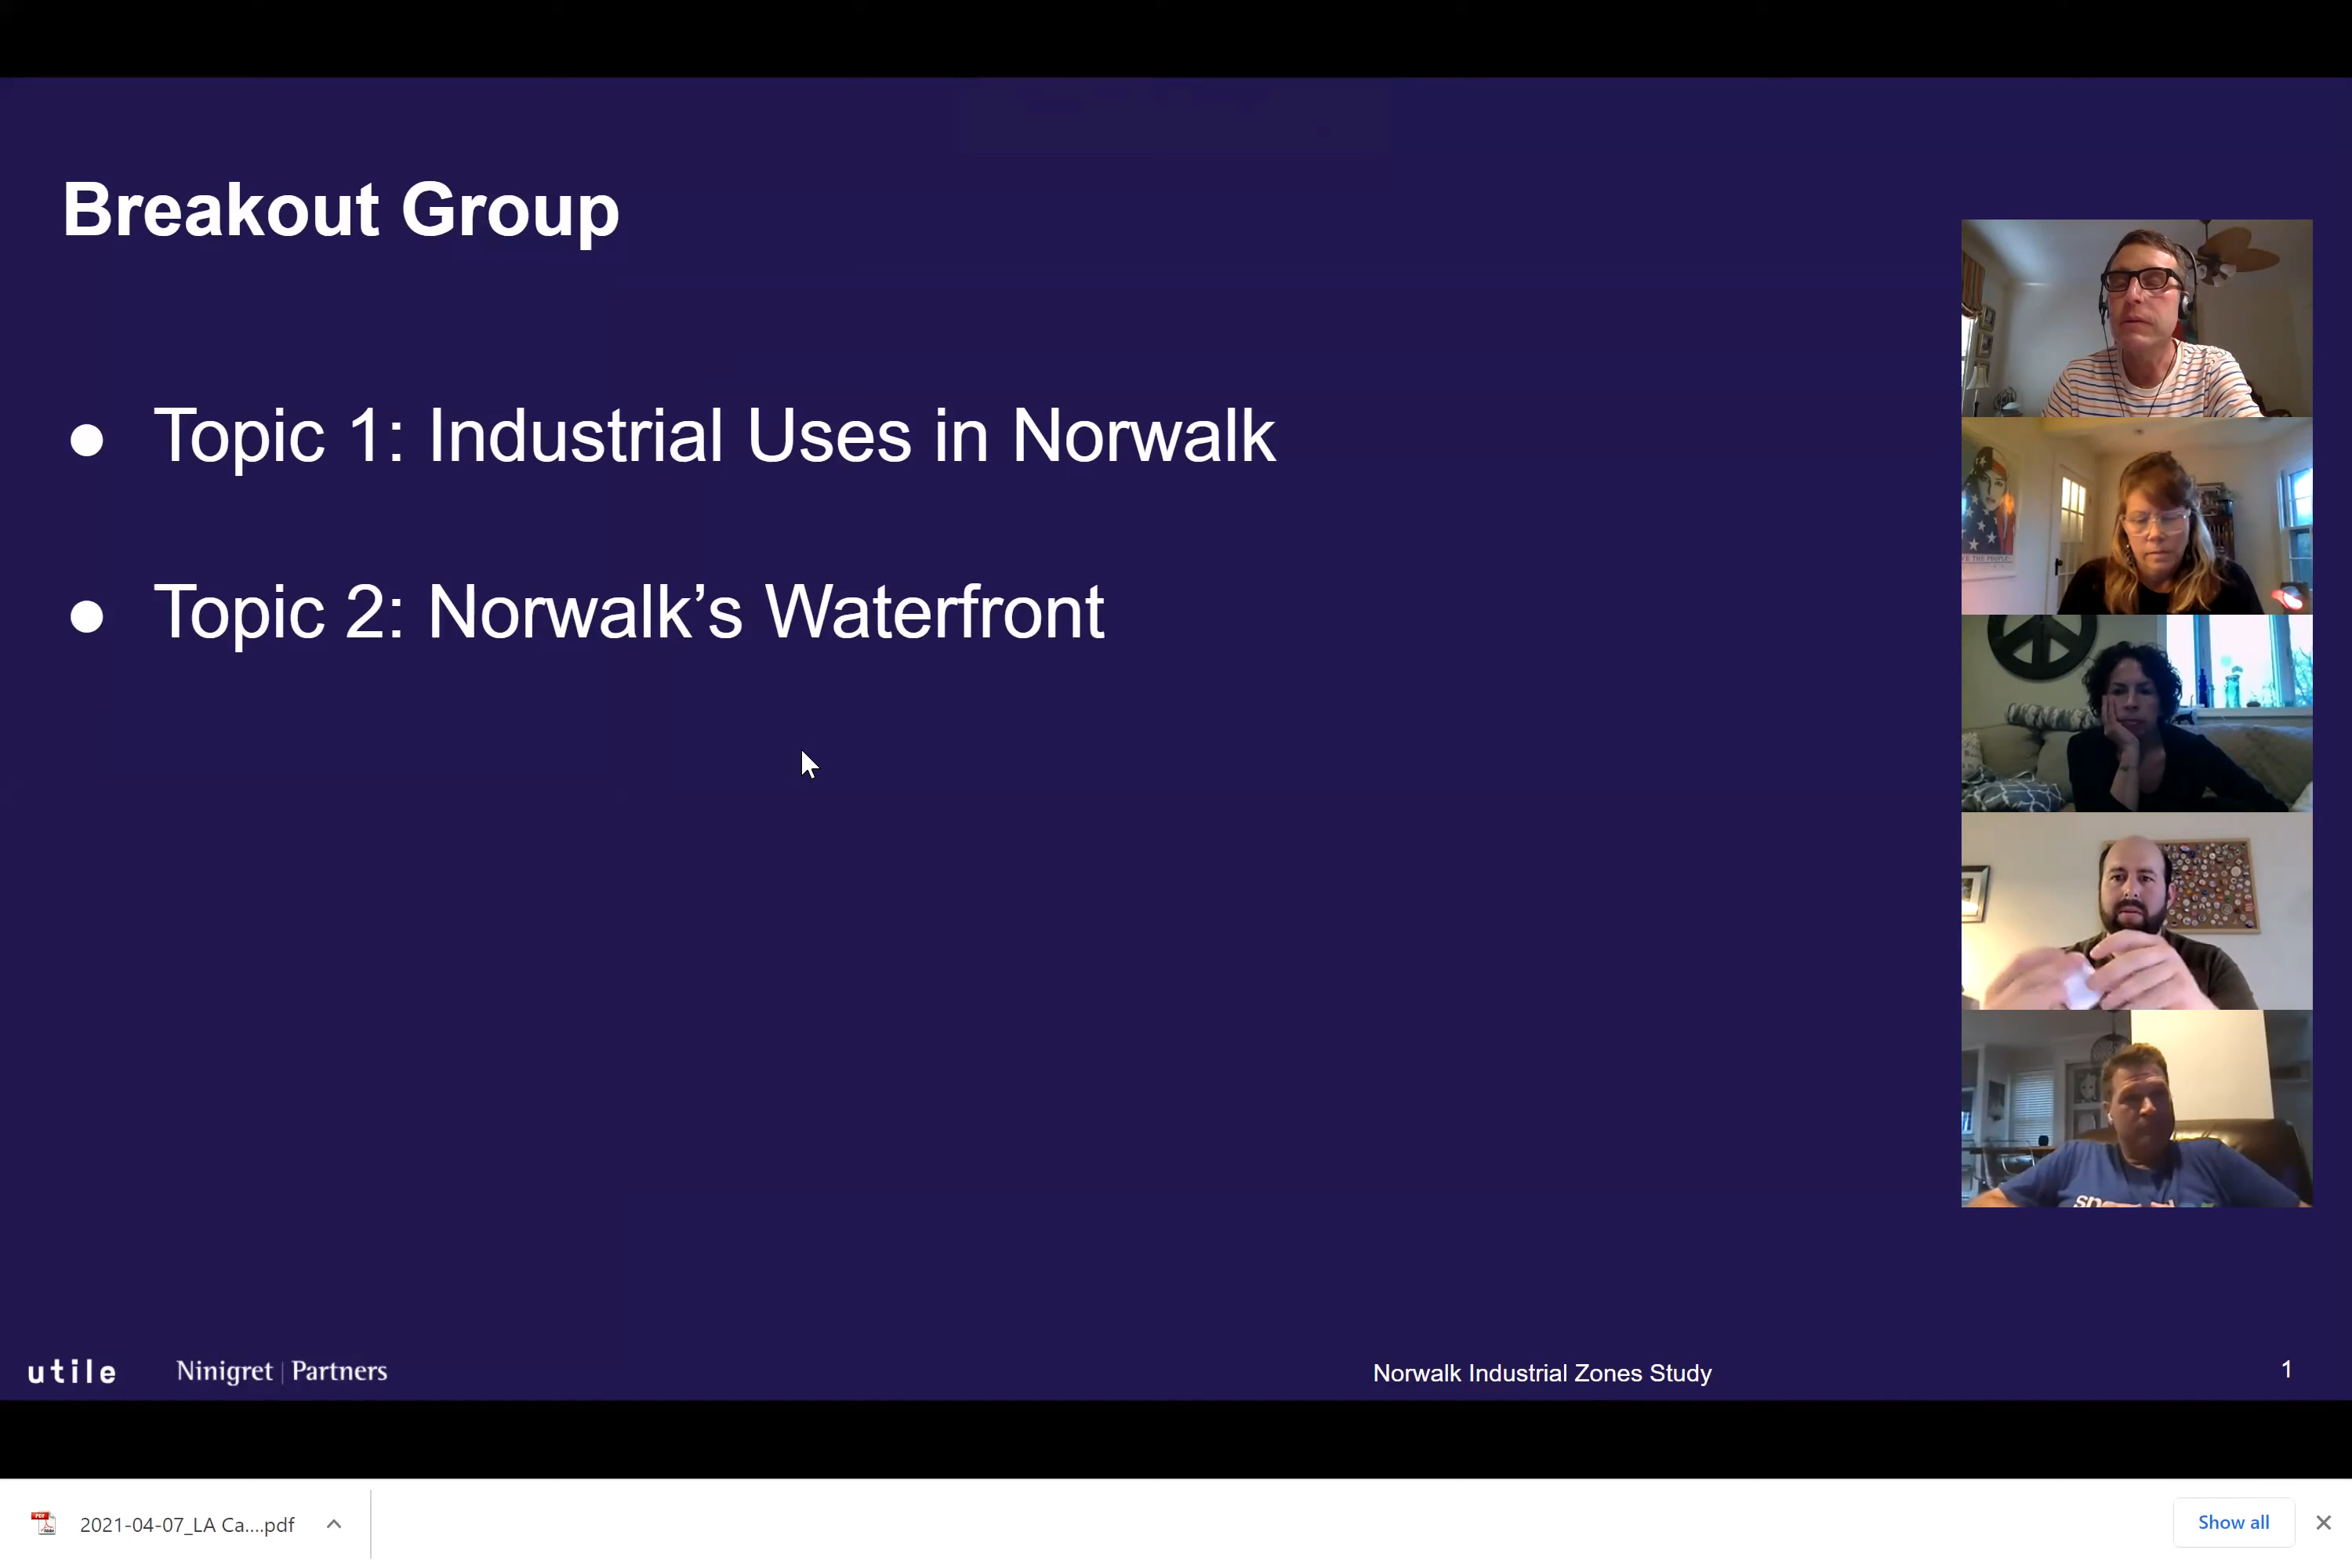 Breakout Group
● Topic 1: Industrial Uses in Norwalk
● Topic 2: Norwalk’s Waterfront
utile
Ninigret | Partners
Norwalk Industrial Zones Study
1
2021-04-07_LA Ca....pdf
Show all